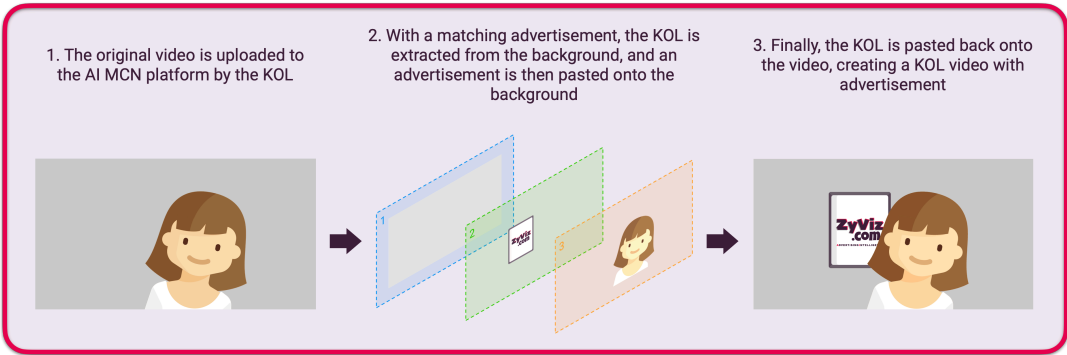 1. The original video is uploaded to
the AI MCN platform by the KOL
2. With a matching advertisement, the KOL is
extracted from the background, and an
advertisement is then pasted onto the
background
3. Finally, the KOL is pasted back onto
the video, creating a KOL video with
advertisement
1
2
ZyViz
.com
3
ZyViz
.com